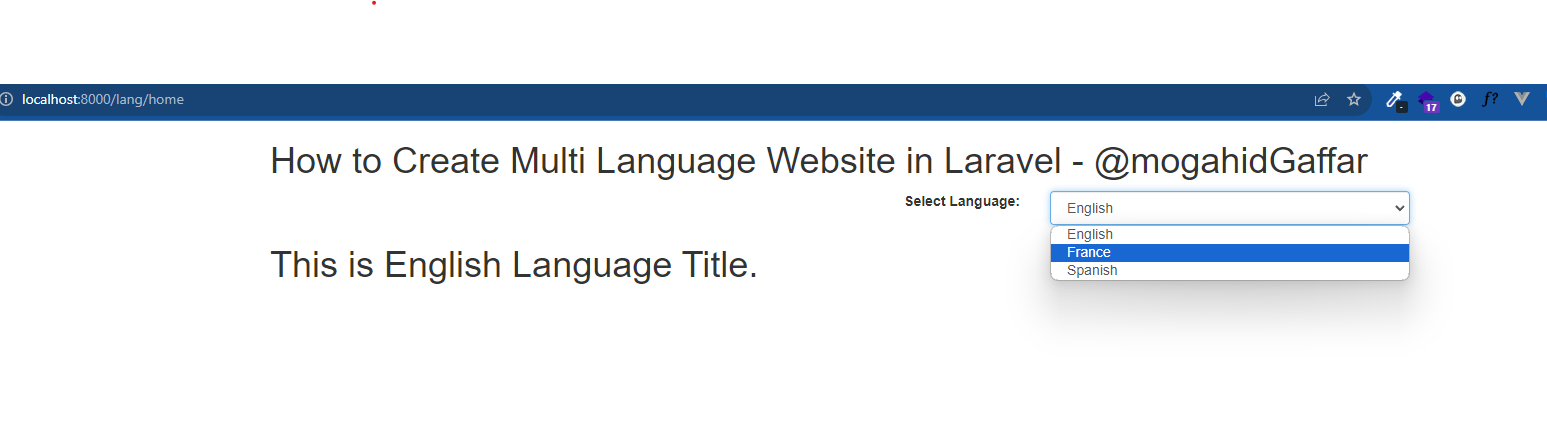 localhost:8000/lang/home
17
f?
How to Create Multi Language Website in Laravel - @mogahidGaffar
Select Language:
English
English
France
Spanish
This is English Language Title.